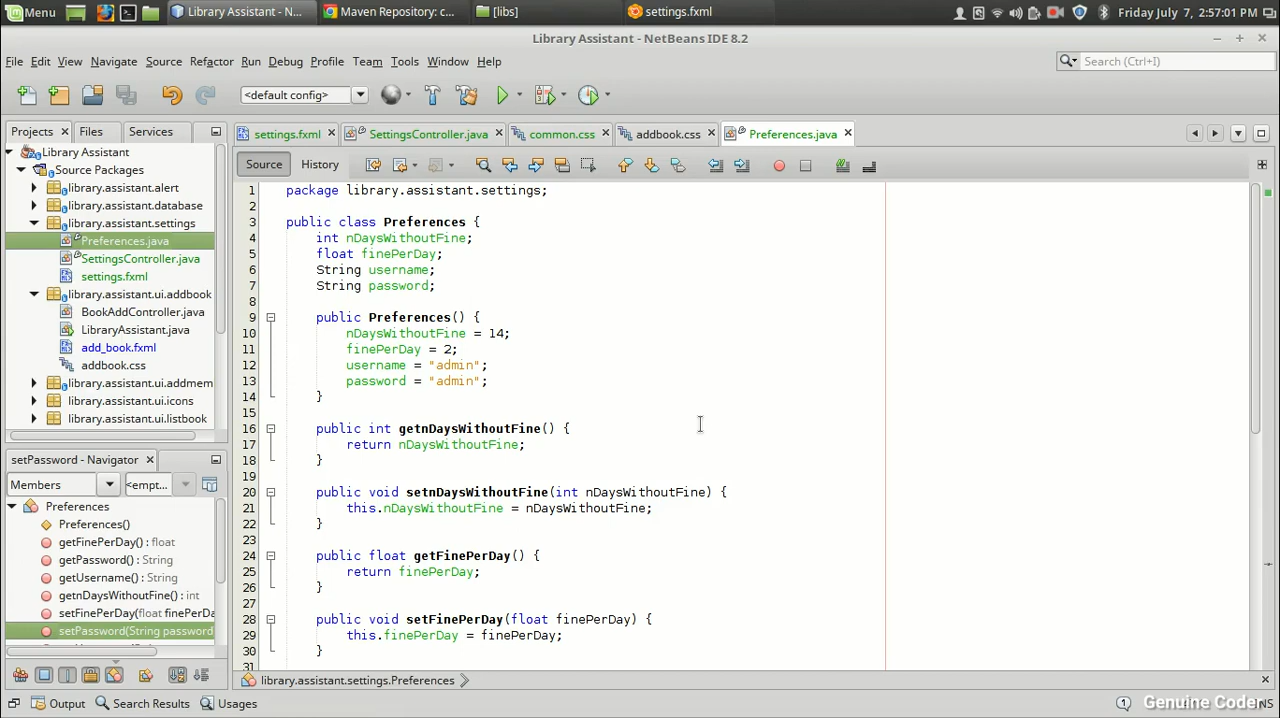 Menu
Library Assistant - N...
Maven Repository: c...
[libs]
settings.fxml
Friday July 7, 2:57:01 PM
Library Assistant - NetBeans IDE 8.2
File Edit View Navigate Source Refactor Run Debug Profile Team Tools Window Help
Search (Ctrl+I)
<default config>
Projects Files Services
settings.fxml SettingsController.java common.css addbook.css Preferences.java
Source History
Library Assistant
Source Packages
library.assistant.alert
library.assistant.database
library.assistant.settings
Preferences.java
SettingsController.java
settings.fxml
library.assistant.ui.addbook
BookAddController.java
LibraryAssistant.java
add_book.fxml
addbook.css
library.assistant.ui.addmem
library.assistant.ui.icons
library.assistant.ui.listbook
setPassword - Navigator
Members <empt...
Preferences
Preferences()
getFinePerDay() : float
getPassword() : String
getUsername() : String
getnDaysWithoutFine() : int
setFinePerDay(float finePerDa
setPassword(String password
1 package library.assistant.settings;
2
3 public class Preferences {
4 int nDaysWithoutFine;
5 float finePerDay;
6 String username;
7 String password;
8
9 public Preferences() {
10 nDaysWithoutFine = 14;
11 finePerDay = 2;
12 username = "admin";
13 password = "admin";
14 }
15
16 public int getnDaysWithoutFine() {
17 return nDaysWithoutFine;
18 }
19
20 public void setnDaysWithoutFine(int nDaysWithoutFine) {
21 this.nDaysWithoutFine = nDaysWithoutFine;
22 }
23
24 public float getFinePerDay() {
25 return finePerDay;
26 }
27
28 public void setFinePerDay(float finePerDay) {
29 this.finePerDay = finePerDay;
30 }
31
library.assistant.settings.Preferences
Output Search Results Usages
1
Genuine Coder